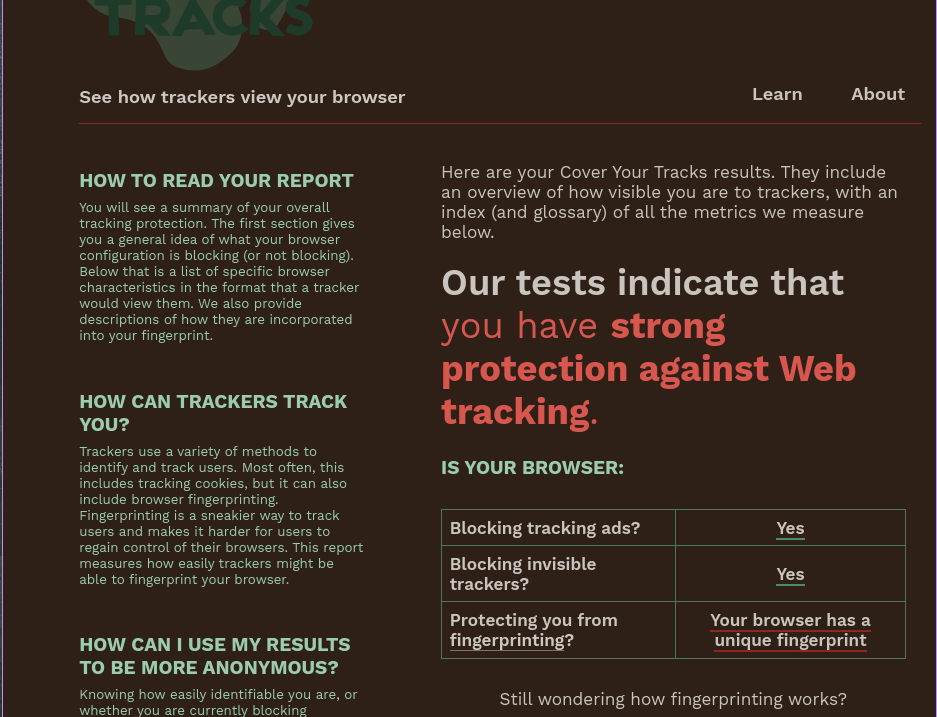 TRACKS
See how trackers view your browser
Learn
About
HOW TO READ YOUR REPORT
You will see a summary of your overall
tracking protection. The first section gives
you a general idea of what your browser
configuration is blocking (or not blocking).
Below that is a list of specific browser
characteristics in the format that a tracker
would view them. We also provide
descriptions of how they are incorporated
into your fingerprint.
HOW CAN TRACKERS TRACK
YOU?
Trackers use a variety of methods to
identify and track users. Most often, this
includes tracking cookies, but it can also
include browser fingerprinting.
Fingerprinting is a sneakier way to track
users and makes it harder for users to
regain control of their browsers. This report
measures how easily trackers might be
able to fingerprint your browser.
HOW CAN I USE MY RESULTS
TO BE MORE ANONYMOUS?
Knowing how easily identifiable you are, or
whether you are currently blocking
Here are your Cover Your Tracks results. They include
an overview of how visible you are to trackers, with an
index (and glossary) of all the metrics we measure
below.
Our tests indicate that
you have strong
protection against Web
tracking.
IS YOUR BROWSER:
Blocking tracking ads?
Yes
Blocking invisible
trackers?
Yes
Protecting you from
fingerprinting?
Your browser has a
unique fingerprint
Still wondering how fingerprinting works?